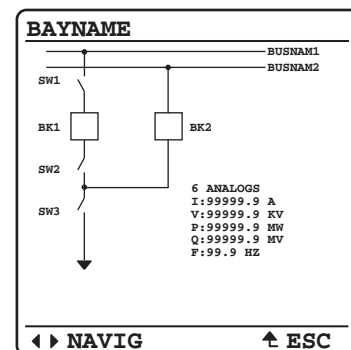 BAYNAME
BUSNAM1
BUSNAM2
SW1
BK1
BK2
SW2
SW3
6 ANALOGS
I:99999.9 A
V:99999.9 KV
P:99999.9 MW
Q:99999.9 MV
F:99.9 HZ
NAVIG
ESC